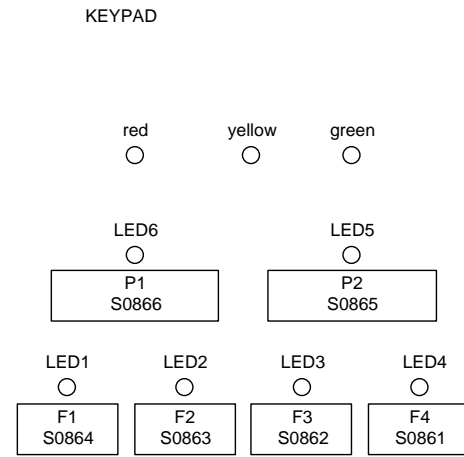 KEYPAD
red yellow green
LED6 LED5
P1 P2
S0866 S0865
LED1 LED2 LED3 LED4
F1 F2 F3 F4
S0864 S0863 S0862 S0861